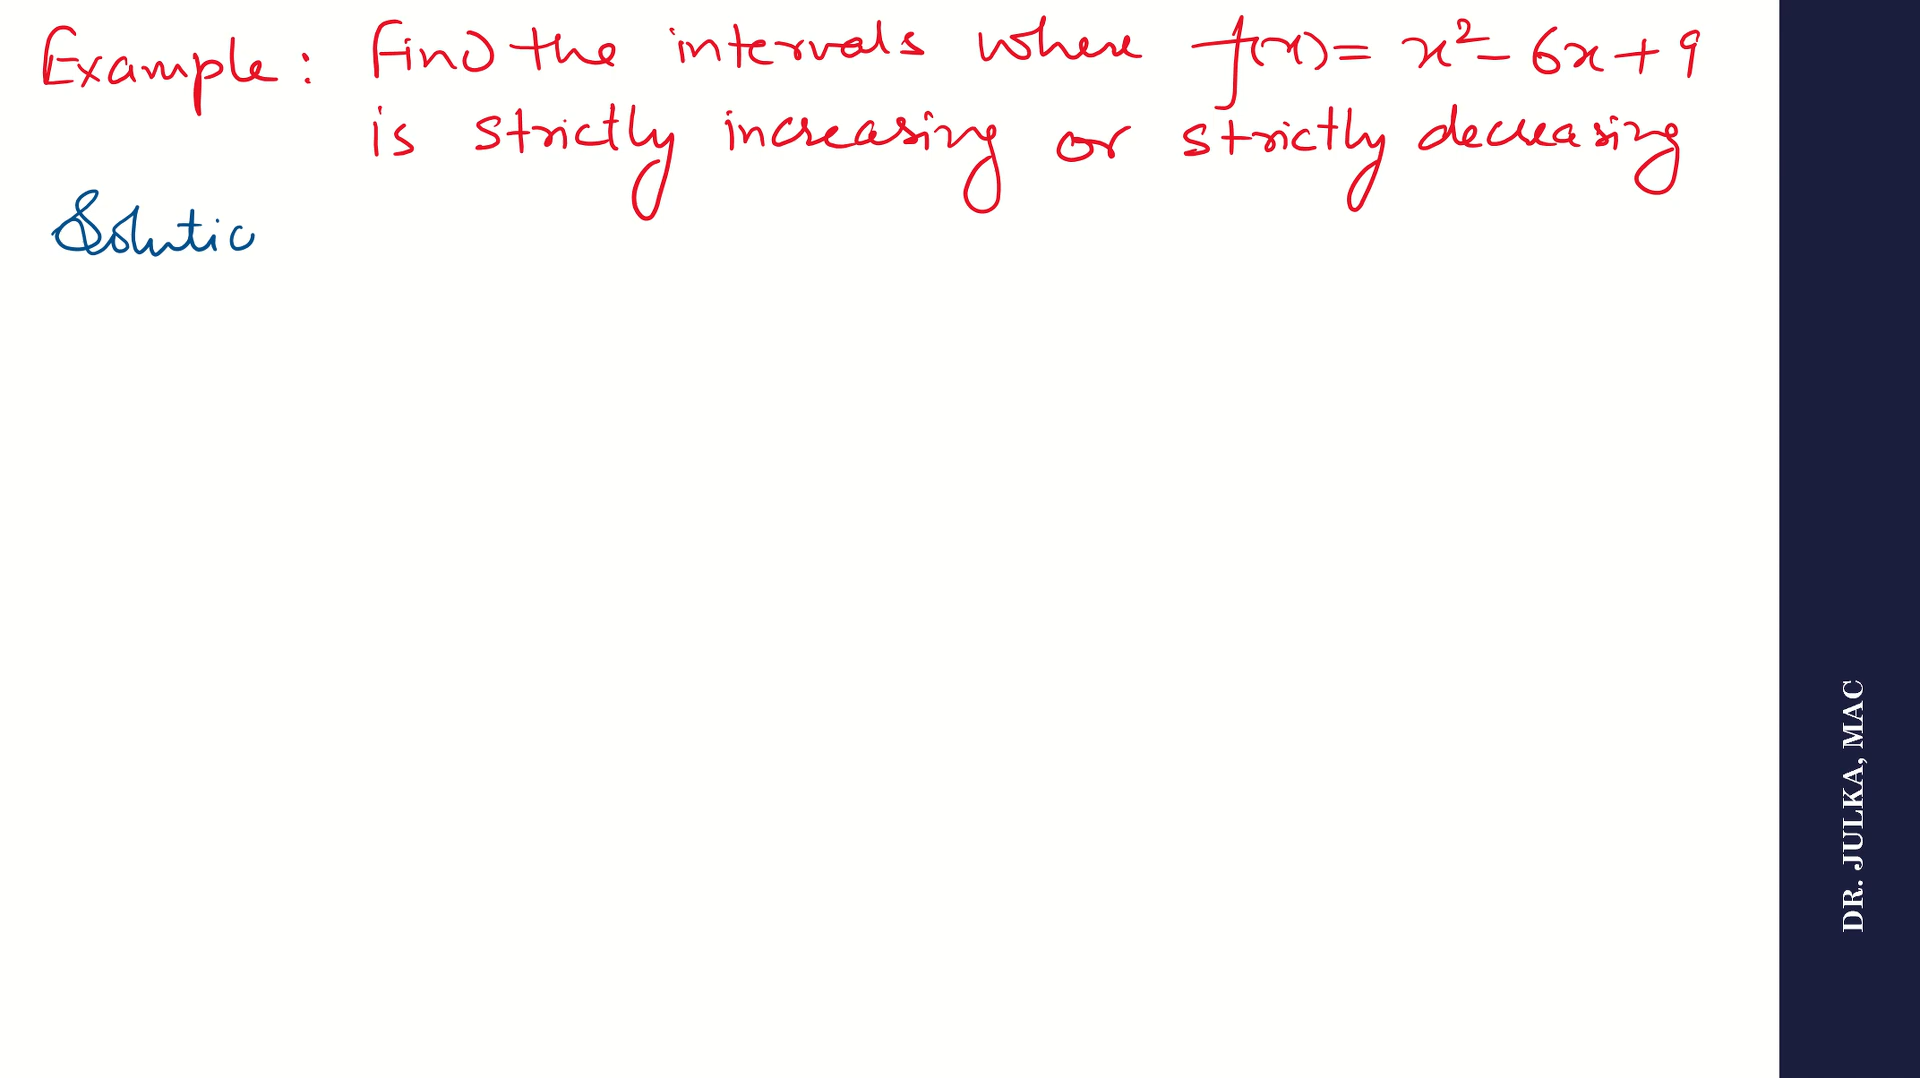 Example: Find the intervals where f(x) = x² - 6x + 9
is strictly increasing or strictly decreasing
Solutio
DR. JULKA, MAC